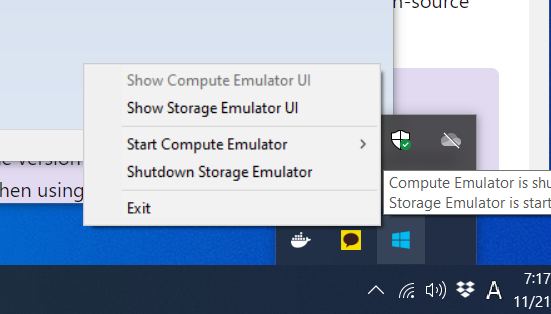 -source
Show Compute Emulator UI
Show Storage Emulator UI
Start Compute Emulator
Shutdown Storage Emulator
Exit
version
hen using
Compute Emulator is shu
Storage Emulator is start
A
7:17
11/21